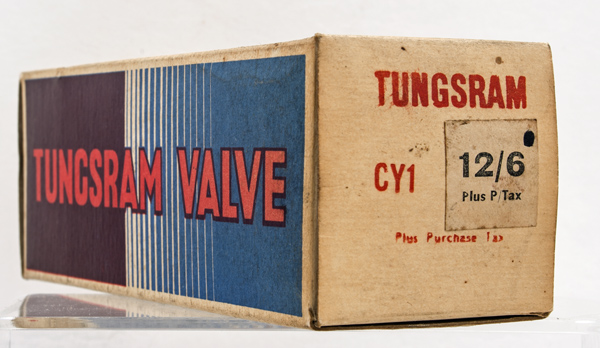 TUNGSRAM VALVE
TUNGSRAM
CY1
12/6
Plus P/Tax
Plus Purchase Tax